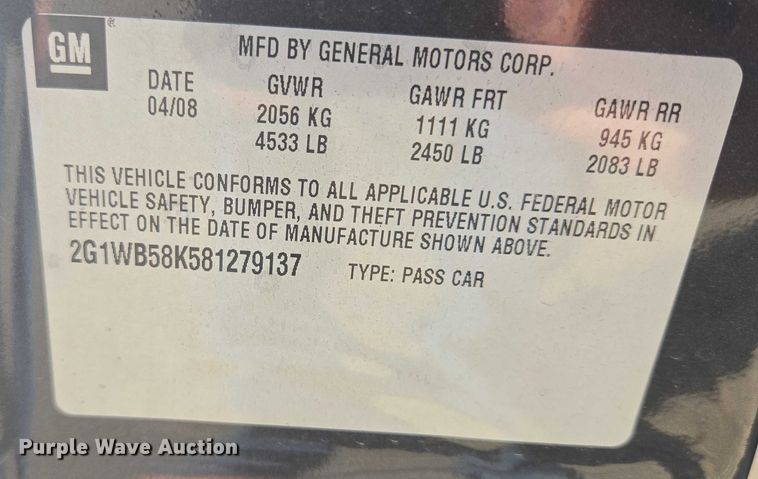 GM
MFD BY GENERAL MOTORS CORP.
DATE GVWR GAWR FRT GAWR RR
04/08 2056 KG 1111 KG 945 KG
4533 LB 2450 LB 2083 LB
THIS VEHICLE CONFORMS TO ALL APPLICABLE U.S. FEDERAL MOTOR
VEHICLE SAFETY, BUMPER, AND THEFT PREVENTION STANDARDS IN
EFFECT ON THE DATE OF MANUFACTURE SHOWN ABOVE.
2G1WB58K581279137 TYPE: PASS CAR
Purple Wave Auction